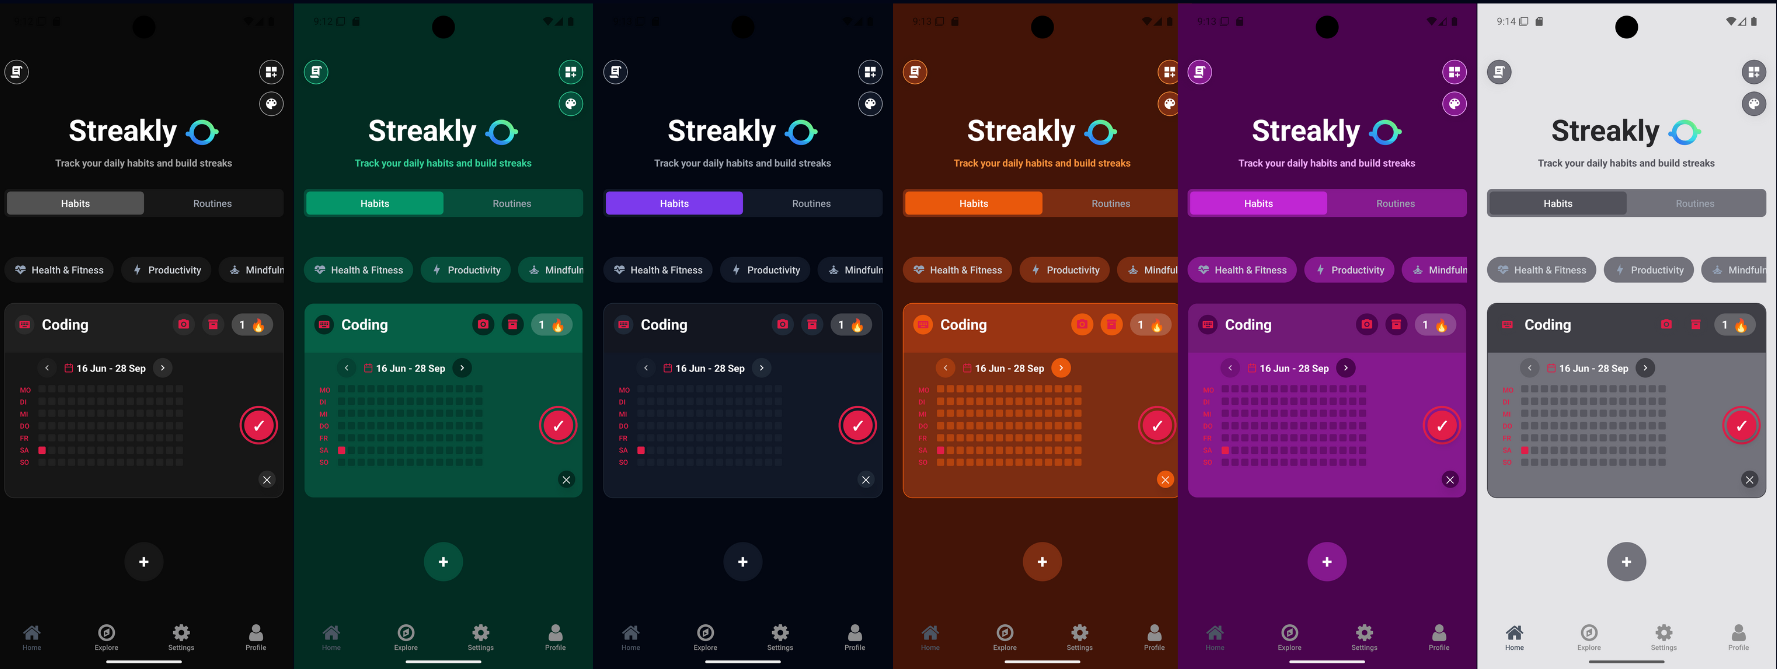 Streakly
Track your daily habits and build streaks
Habits Routines
Health & Fitness Productivity Mindfuln
Coding 1
16 Jun - 28 Sep
MO
DI
MI
DO
FR
SA
SO
Home Explore Settings Profile
9:12
Streakly
Track your daily habits and build streaks
Habits Routines
Health & Fitness Productivity Mindfuln
Coding 1
16 Jun - 28 Sep
MO
DI
MI
DO
FR
SA
SO
Home Explore Settings Profile
Streakly
Track your daily habits and build streaks
Habits Routines
Health & Fitness Productivity Mindfuln
Coding 1
16 Jun - 28 Sep
MO
DI
MI
DO
FR
SA
SO
Home Explore Settings Profile
9:13
Streakly
Track your daily habits and build streaks
Habits Routines
Health & Fitness Productivity Mindful
Coding 1
16 Jun - 28 Sep
MO
DI
MI
DO
FR
SA
SO
Home Explore Settings Profile
9:13
Streakly
Track your daily habits and build streaks
Habits Routines
Health & Fitness Productivity Mindfuln
Coding 1
16 Jun - 28 Sep
MO
DI
MI
DO
FR
SA
SO
Home Explore Settings Profile
9:14
Streakly
Track your daily habits and build streaks
Habits Routines
Health & Fitness Productivity Mindfuln
Coding 1
16 Jun - 28 Sep
MO
DI
MI
DO
FR
SA
SO
Home Explore Settings Profile